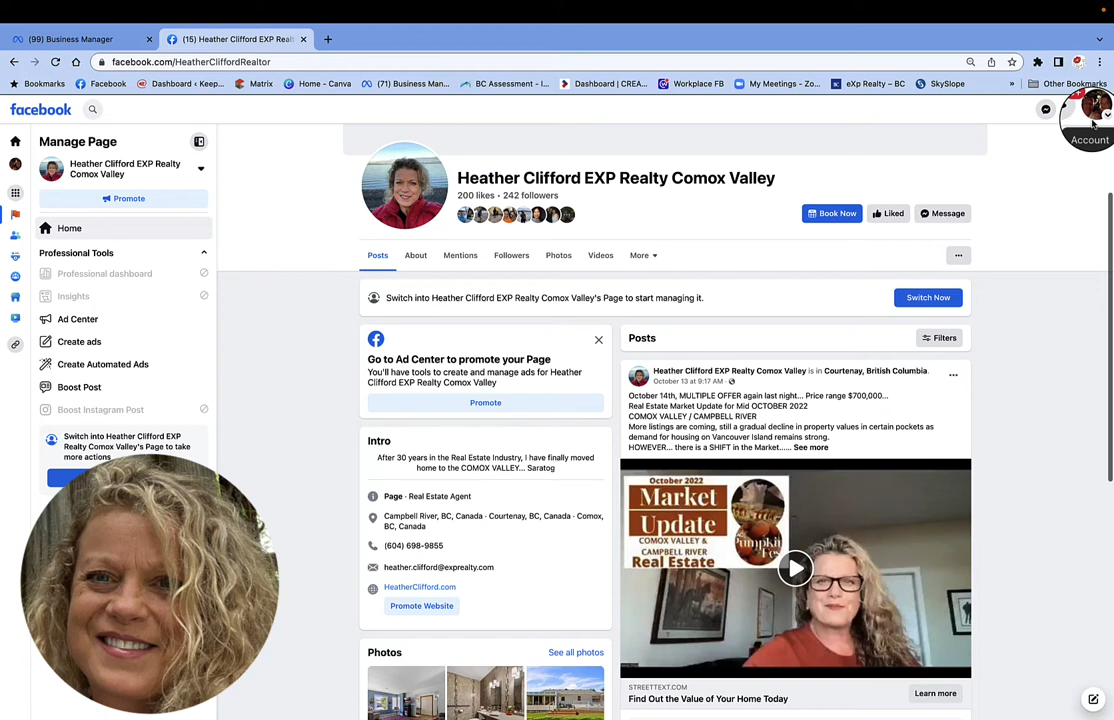 (99) Business Manager
(15) Heather Clifford EXP Realt
facebook.com/HeatherCliffordRealtor
Bookmarks
Facebook
Dashboard ‹ Keep...
Matrix
Home - Canva
(71) Business Man...
BC Assessment - I...
Dashboard | CREA...
Workplace FB
My Meetings - Zo...
eXp Realty – BC
SkySlope
»
Other Bookmarks
facebook
Account
Manage Page
Heather Clifford EXP Realty
Comox Valley
Promote
Home
Professional Tools
Professional dashboard
Insights
Ad Center
Create ads
Create Automated Ads
Boost Post
Boost Instagram Post
Switch into Heather Clifford EXP
Realty Comox Valley's Page to take
more actions
Heather Clifford EXP Realty Comox Valley
200 likes • 242 followers
Book Now
Liked
Message
Posts
About
Mentions
Followers
Photos
Videos
More
Switch into Heather Clifford EXP Realty Comox Valley's Page to start managing it.
Switch Now
Go to Ad Center to promote your Page
You'll have tools to create and manage ads for Heather
Clifford EXP Realty Comox Valley
Promote
Intro
After 30 years in the Real Estate Industry, I have finally moved
home to the COMOX VALLEY... Saratog
Page · Real Estate Agent
Campbell River, BC, Canada · Courtenay, BC, Canada · Comox,
BC, Canada
(604) 698-9855
heather.clifford@exprealty.com
HeatherClifford.com
Promote Website
Photos
See all photos
Posts
Filters
Heather Clifford EXP Realty Comox Valley is in Courtenay, British Columbia.
October 13 at 9:17 AM ·
October 14th, MULTIPLE OFFER again last night... Price range $700,000...
Real Estate Market Update for Mid OCTOBER 2022
COMOX VALLEY / CAMPBELL RIVER
More listings are coming, still a gradual decline in property values in certain pockets as
demand for housing on Vancouver Island remains strong.
HOWEVER... there is a SHIFT in the Market...... See more
October 2022
Market
Update
COMOX VALLEY &
CAMPBELL RIVER
Real Estate
Pumpkin
Fest
STREETTEXT.COM
Find Out the Value of Your Home Today
Learn more